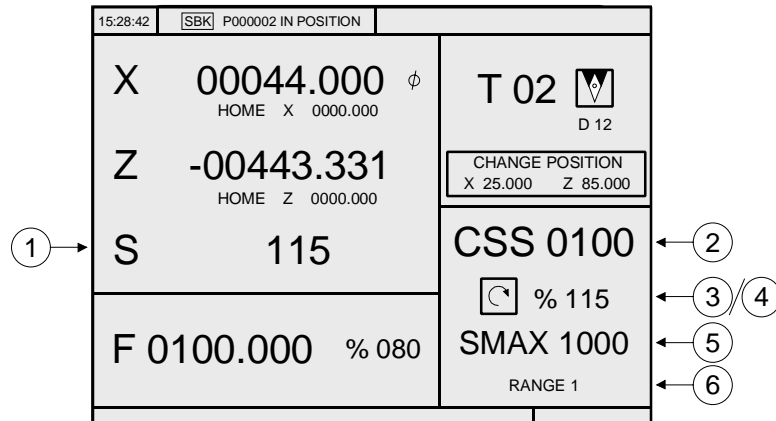 15:28:42 SBK P000002 IN POSITION
X 00044.000 ϕ
HOME X 0000.000
Z -00443.331
HOME Z 0000.000
S 115
F 0100.000 % 080
T 02
D 12
CHANGE POSITION
X 25.000 Z 85.000
CSS 0100
% 115
SMAX 1000
RANGE 1
1
2
3/4
5
6